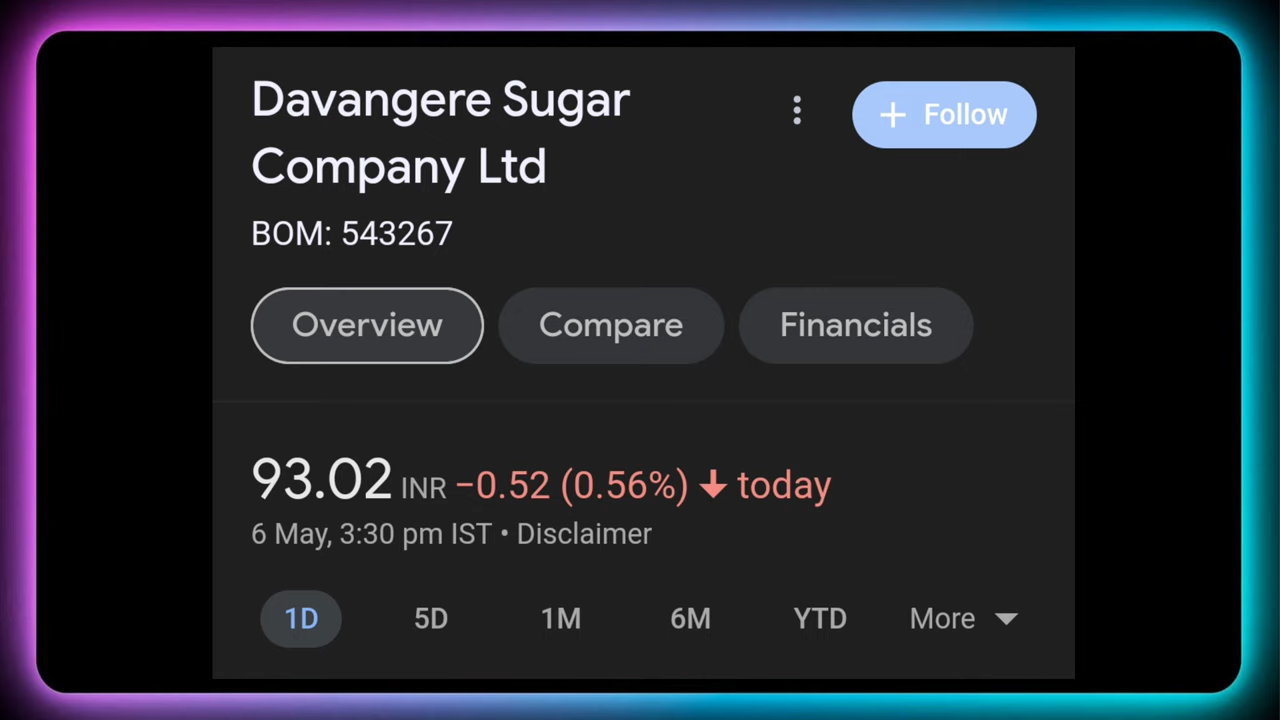 Davangere Sugar
Company Ltd
+ Follow
BOM: 543267
Overview Compare Financials
93.02 INR −0.52 (0.56%) ↓ today
6 May, 3:30 pm IST • Disclaimer
1D 5D 1M 6M YTD More